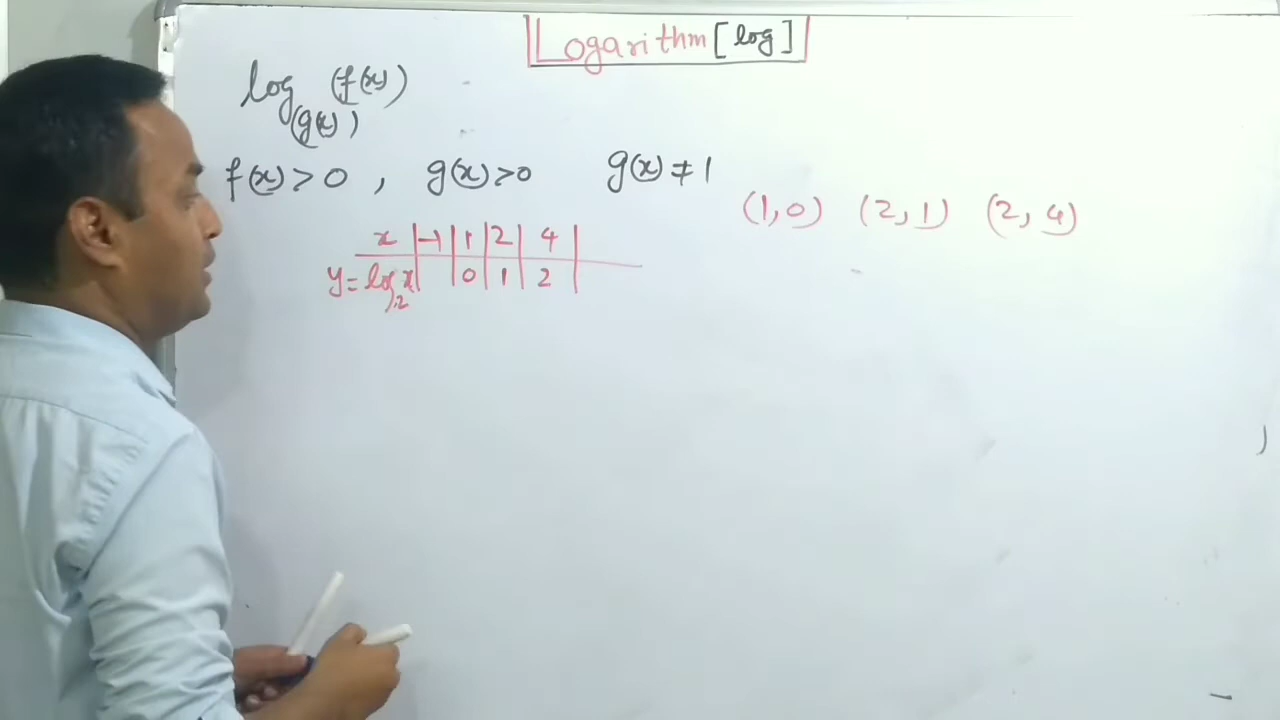 Logarithm [log]
log (f(x))
(g(x))
f(x) > 0 , g(x) > 0 g(x) ≠ 1
(1,0) (2,1) (2,4)
x | -1 | 1 | 2 | 4 |
y = log₂x | | 0 | 1 | 2 |